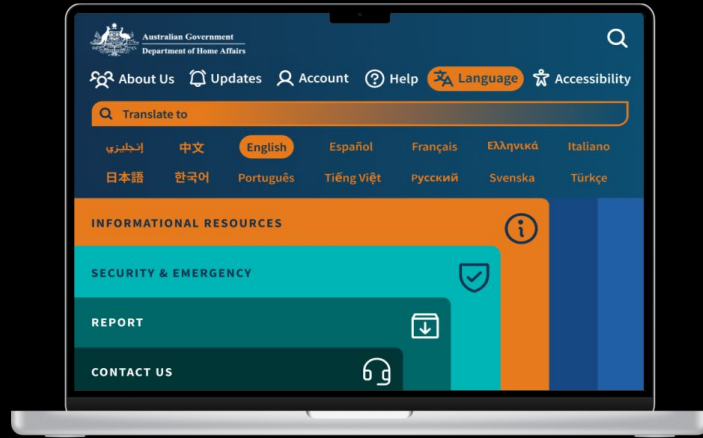 Australian Government
Department of Home Affairs
About Us Updates Account Help Language Accessibility
Translate to
إنجليزي 中文 English Español Français Ελληνικά Italiano
日本語 한국어 Português Tiếng Việt Русский Svenska Türkçe
INFORMATIONAL RESOURCES
SECURITY & EMERGENCY
REPORT
CONTACT US